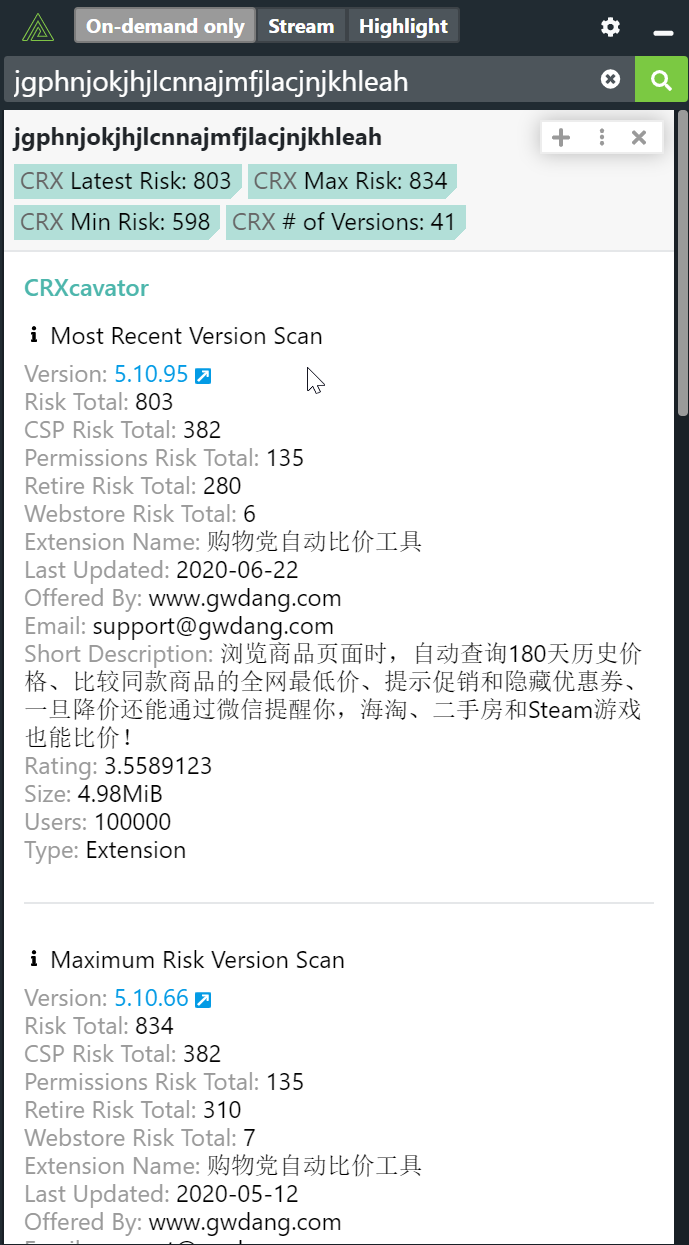 On-demand only Stream Highlight
jgphnjokjhjlcnnajmfjlacjnjkhleah
jgphnjokjhjlcnnajmfjlacjnjkhleah
CRX Latest Risk: 803 CRX Max Risk: 834
CRX Min Risk: 598 CRX # of Versions: 41
CRXcavator
Most Recent Version Scan
Version: 5.10.95
Risk Total: 803
CSP Risk Total: 382
Permissions Risk Total: 135
Retire Risk Total: 280
Webstore Risk Total: 6
Extension Name: 购物党自动比价工具
Last Updated: 2020-06-22
Offered By: www.gwdang.com
Email: support@gwdang.com
Short Description: 浏览商品页面时，自动查询180天历史价
格、比较同款商品的全网最低价、提示促销和隐藏优惠券、
一旦降价还能通过微信提醒你，海淘、二手房和Steam游戏
也能比价！
Rating: 3.5589123
Size: 4.98MiB
Users: 100000
Type: Extension
Maximum Risk Version Scan
Version: 5.10.66
Risk Total: 834
CSP Risk Total: 382
Permissions Risk Total: 135
Retire Risk Total: 310
Webstore Risk Total: 7
Extension Name: 购物党自动比价工具
Last Updated: 2020-05-12
Offered By: www.gwdang.com